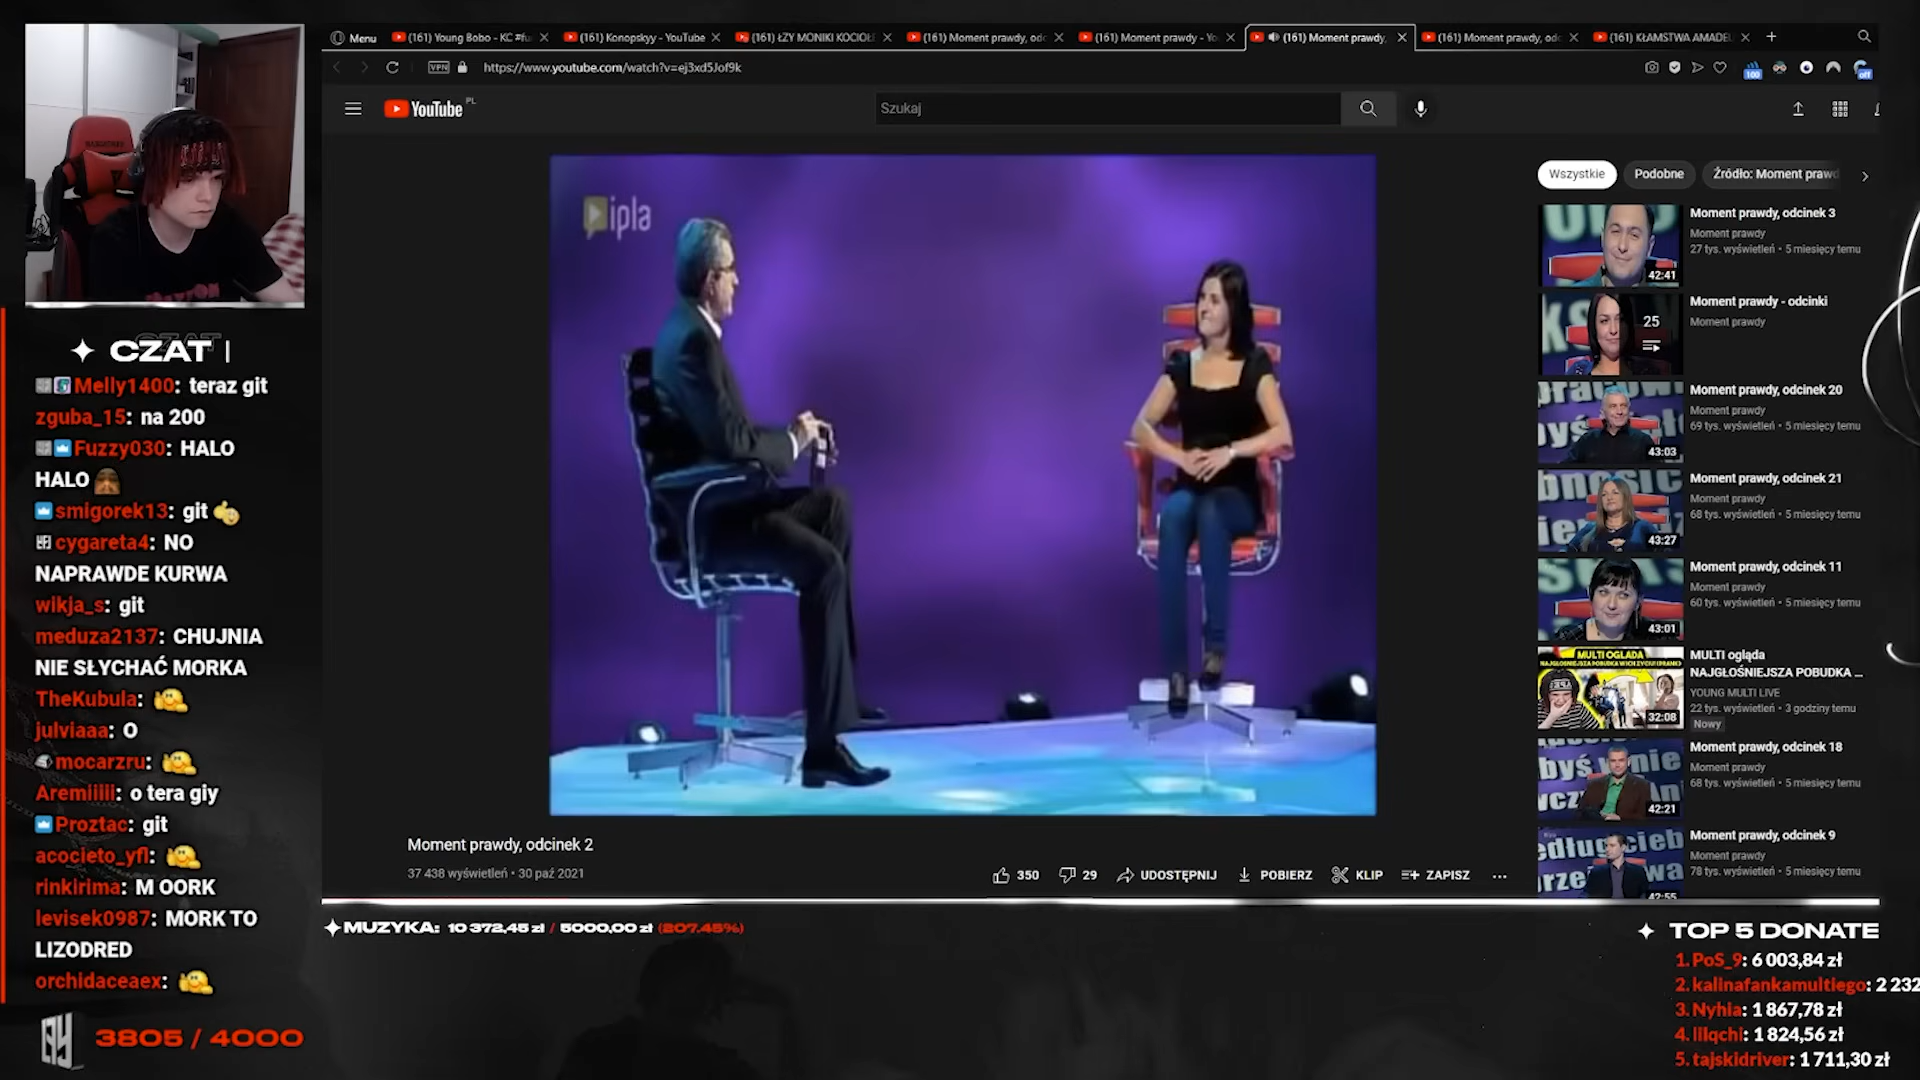 Menu
(161) Young Bobo - KC #fu
(161) Konopskyy - YouTube
(161) ŁZY MONIKI KOCIOŁ
(161) Moment prawdy, od
(161) Moment prawdy - Yo
(161) Moment prawdy,
(161) Moment prawdy, od
(161) KŁAMSTWA AMADE
VPN
https://www.youtube.com/watch?v=ej3xd5Jof9k
100
off
YouTube PL
Szukaj
ipla
Wszystkie
Podobne
Źródło: Moment prawd
Moment prawdy, odcinek 3
Moment prawdy
27 tys. wyświetleń • 5 miesięcy temu
42:41
Moment prawdy - odcinki
Moment prawdy
25
Moment prawdy, odcinek 20
Moment prawdy
69 tys. wyświetleń • 5 miesięcy temu
43:03
Moment prawdy, odcinek 21
Moment prawdy
68 tys. wyświetleń • 5 miesięcy temu
43:27
Moment prawdy, odcinek 11
Moment prawdy
60 tys. wyświetleń • 5 miesięcy temu
43:01
MULTI OGLĄDA
MULTI ogląda
NAJGŁOŚNIEJSZA POBUDKA ...
YOUNG MULTI LIVE
22 tys. wyświetleń • 3 godziny temu
Nowy
32:08
Moment prawdy, odcinek 18
Moment prawdy
68 tys. wyświetleń • 5 miesięcy temu
42:21
Moment prawdy, odcinek 9
Moment prawdy
78 tys. wyświetleń • 5 miesięcy temu
42:55
Moment prawdy, odcinek 2
37 438 wyświetleń • 30 paź 2021
350
29
UDOSTĘPNIJ
POBIERZ
KLIP
ZAPISZ
CZAT
Melly1400: teraz git
zguba_15: na 200
Fuzzy030: HALO
HALO
smigorek13: git
cygareta4: NO
NAPRAWDE KURWA
wikja_s: git
meduza2137: CHUJNIA
NIE SŁYCHAĆ MORKA
TheKubula:
julviaaa: O
mocarzru:
Aremiiiii: o tera giy
Proztac: git
acocieto_yfl:
rinkirima: M OORK
levisek0987: MORK TO
LIZODRED
orchidaceaex:
3805 / 4000
MUZYKA: 10 372,45 zł / 5000,00 zł (207.45%)
TOP 5 DONATE
1. PoS_9: 6 003,84 zł
2. kalinafankamultiego: 2 232
3. Nyhia: 1 867,78 zł
4. lilqchi: 1 824,56 zł
5. tajskidriver: 1 711,30 zł